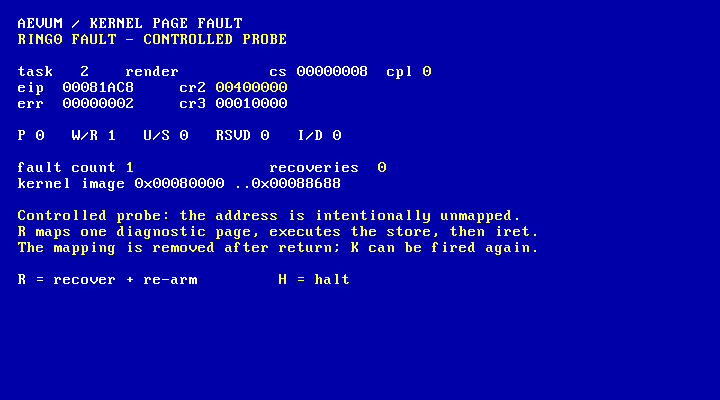 AEVUM / KERNEL PAGE FAULT
RING0 FAULT - CONTROLLED PROBE
task 2 render cs 00000008 cpl 0
eip 00081AC8 cr2 00400000
err 00000002 cr3 00010000
P 0 W/R 1 U/S 0 RSVD 0 I/D 0
fault count 1 recoveries 0
kernel image 0x00080000 ..0x00088688
Controlled probe: the address is intentionally unmapped.
R maps one diagnostic page, executes the store, then iret.
The mapping is removed after return; K can be fired again.
R = recover + re-arm H = halt